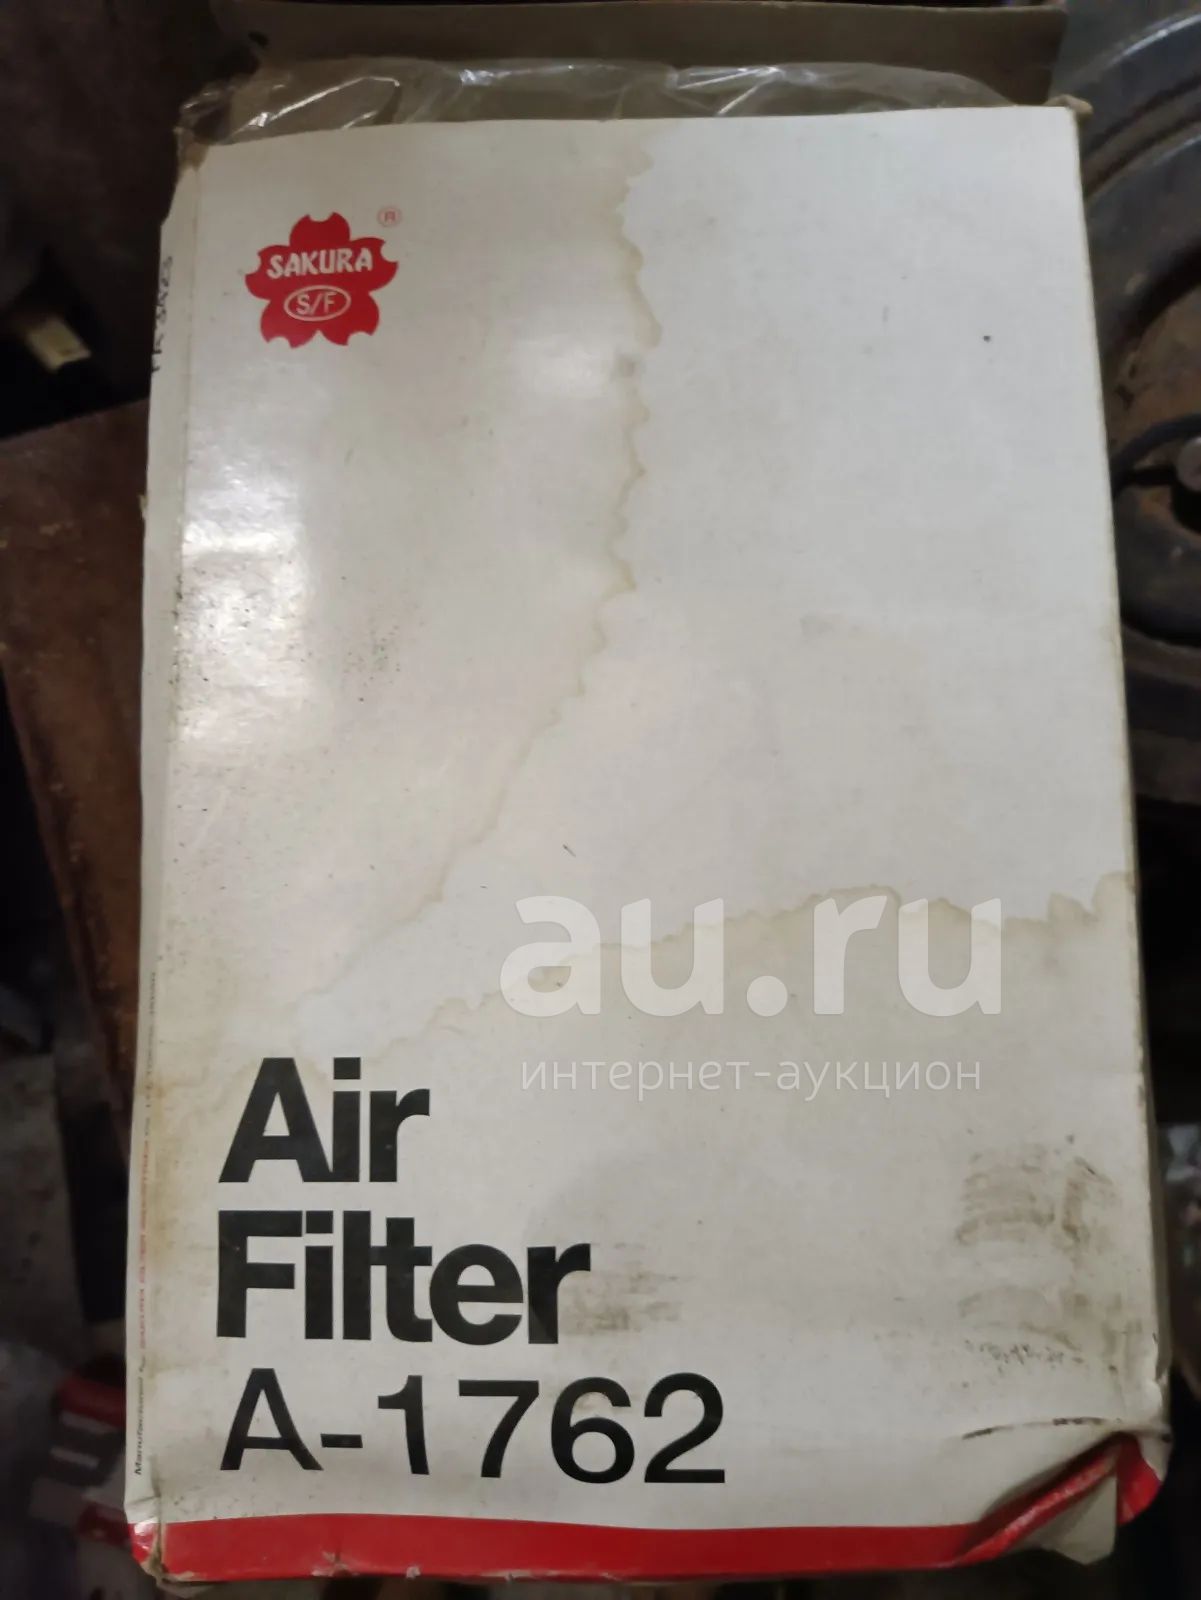 SAKURA
S/F
®
au.ru
интернет-аукцион
Air
Filter
A-1762